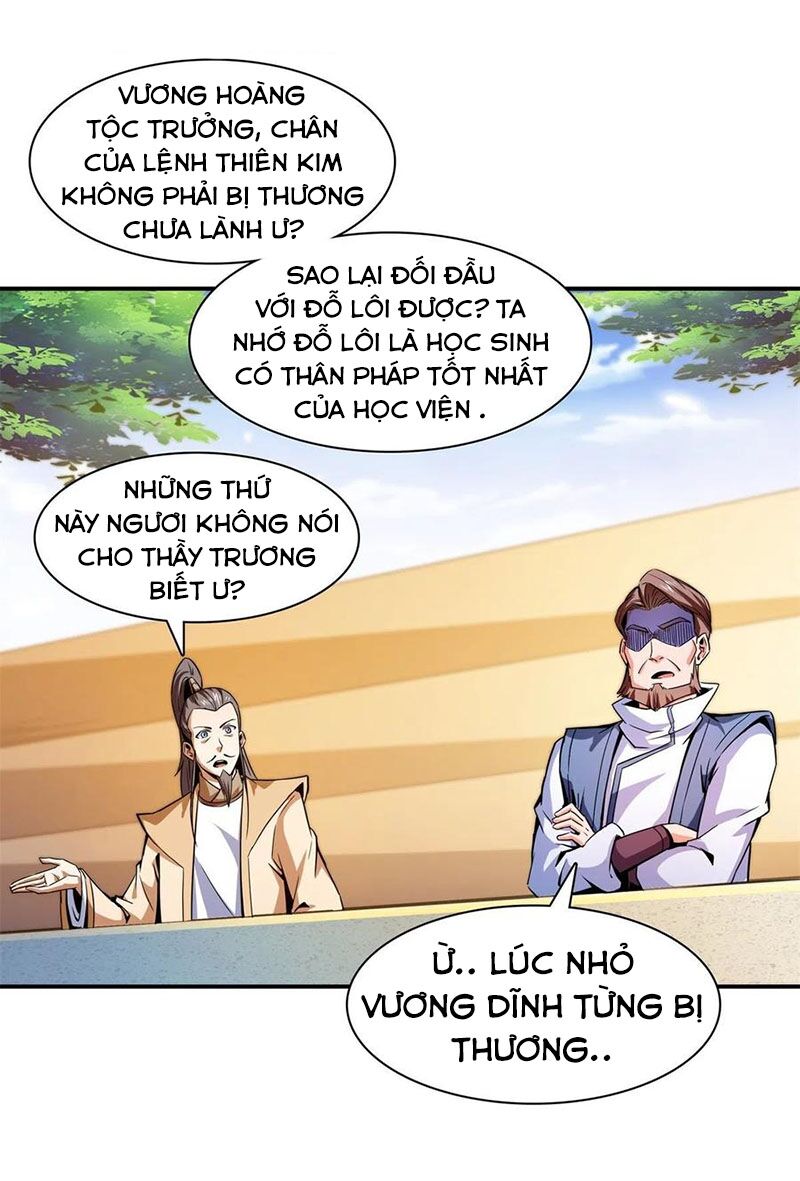 VƯƠNG HOÀNG
TỘC TRƯỞNG, CHÂN
CỦA LỆNH THIÊN KIM
KHÔNG PHẢI BỊ THƯƠNG
CHƯA LÀNH Ư?
SAO LẠI ĐỐI ĐẦU
VỚI ĐỖ LÔI ĐƯỢC? TA
NHỚ ĐỖ LÔI LÀ HỌC SINH
CÓ THÂN PHÁP TỐT NHẤT
CỦA HỌC VIỆN .
NHỮNG THỨ
NÀY NGƯƠI KHÔNG NÓI
CHO THẦY TRƯƠNG
BIẾT Ư?
Ừ.. LÚC NHỎ
VƯƠNG DĨNH TỪNG BỊ
THƯƠNG..